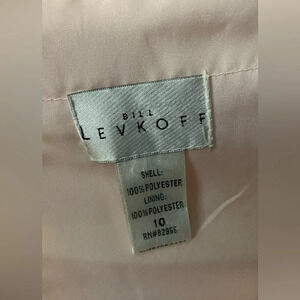 BILL
LEVKOFF
SHELL:
100% POLYESTER
LINING:
100% POLYESTER
10